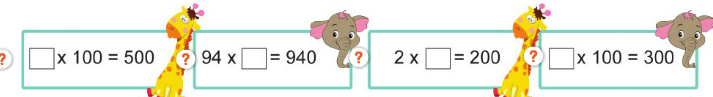 ? □ x 100 = 500 ? 94 x □ = 940 ? 2 x □ = 200 ? □ x 100 = 300